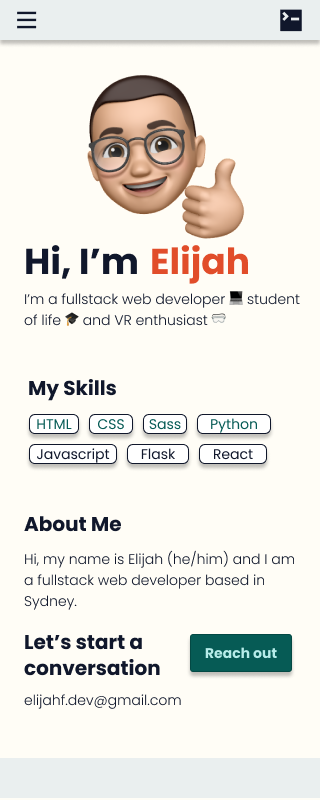 Hi, I’m Elijah
I’m a fullstack web developer 💻 student
of life 🎓 and VR enthusiast 🥽
My Skills
HTML CSS Sass Python
Javascript Flask React
About Me
Hi, my name is Elijah (he/him) and I am
a fullstack web developer based in
Sydney.
Let’s start a
conversation
Reach out
elijahf.dev@gmail.com